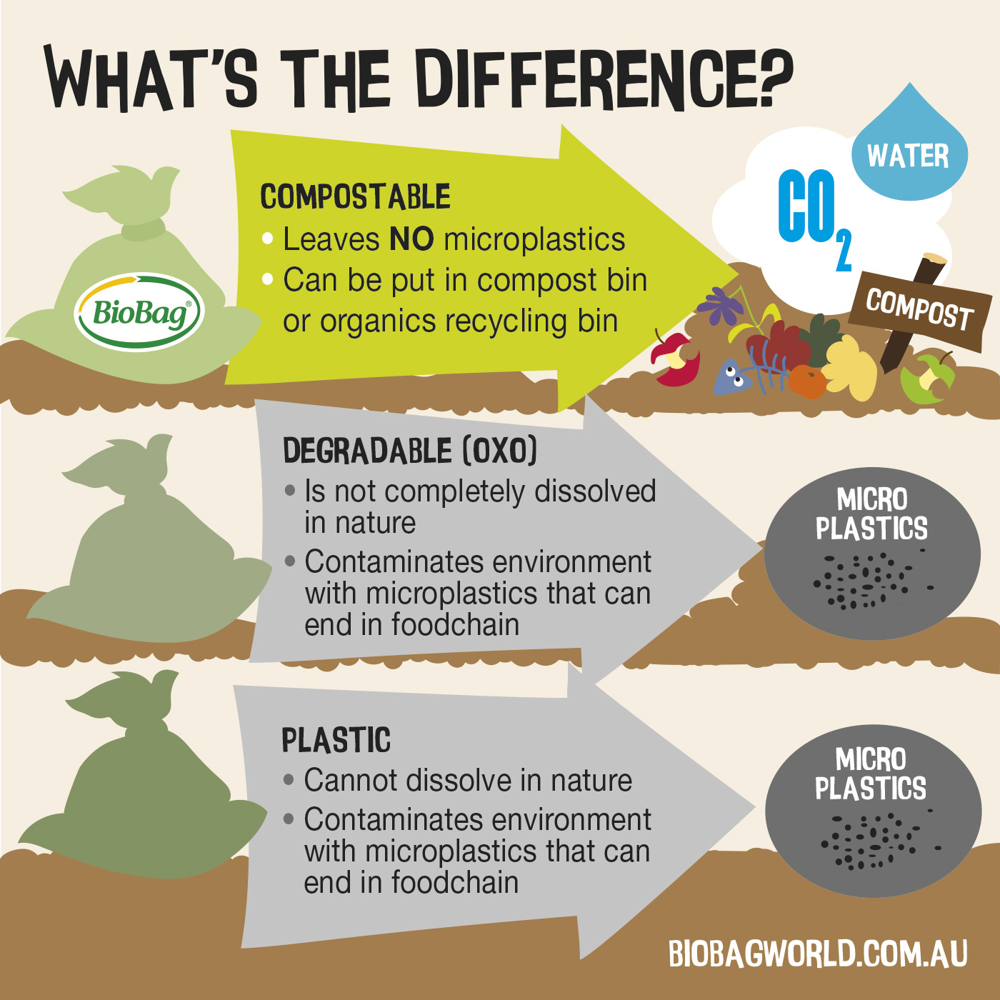 WHAT'S THE DIFFERENCE?
WATER
CO2
COMPOSTABLE
• Leaves NO microplastics
• Can be put in compost bin
or organics recycling bin
BioBag®
COMPOST
DEGRADABLE (OXO)
• Is not completely dissolved
in nature
• Contaminates environment
with microplastics that can
end in foodchain
MICRO
PLASTICS
PLASTIC
• Cannot dissolve in nature
• Contaminates environment
with microplastics that can
end in foodchain
MICRO
PLASTICS
BIOBAGWORLD.COM.AU